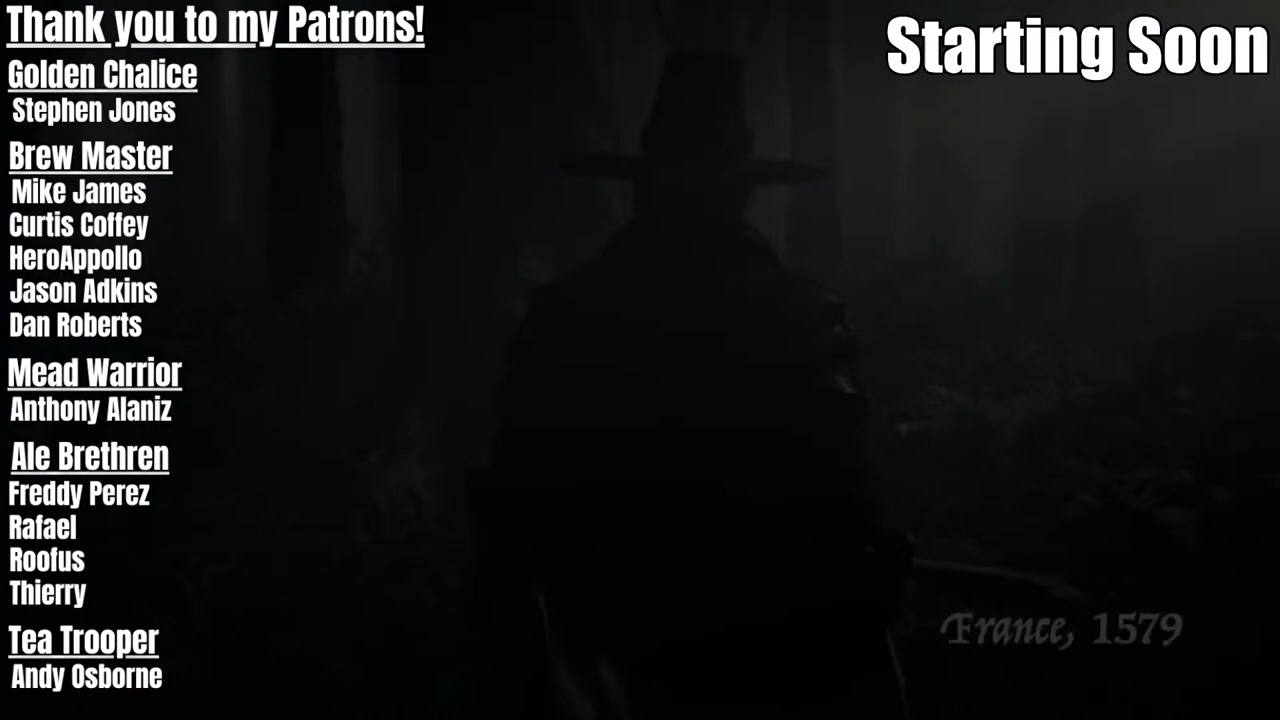 Thank you to my Patrons!
Starting Soon
Golden Chalice
Stephen Jones
Brew Master
Mike James
Curtis Coffey
HeroAppollo
Jason Adkins
Dan Roberts
Mead Warrior
Anthony Alaniz
Ale Brethren
Freddy Perez
Rafael
Roofus
Thierry
Tea Trooper
Andy Osborne
France, 1579